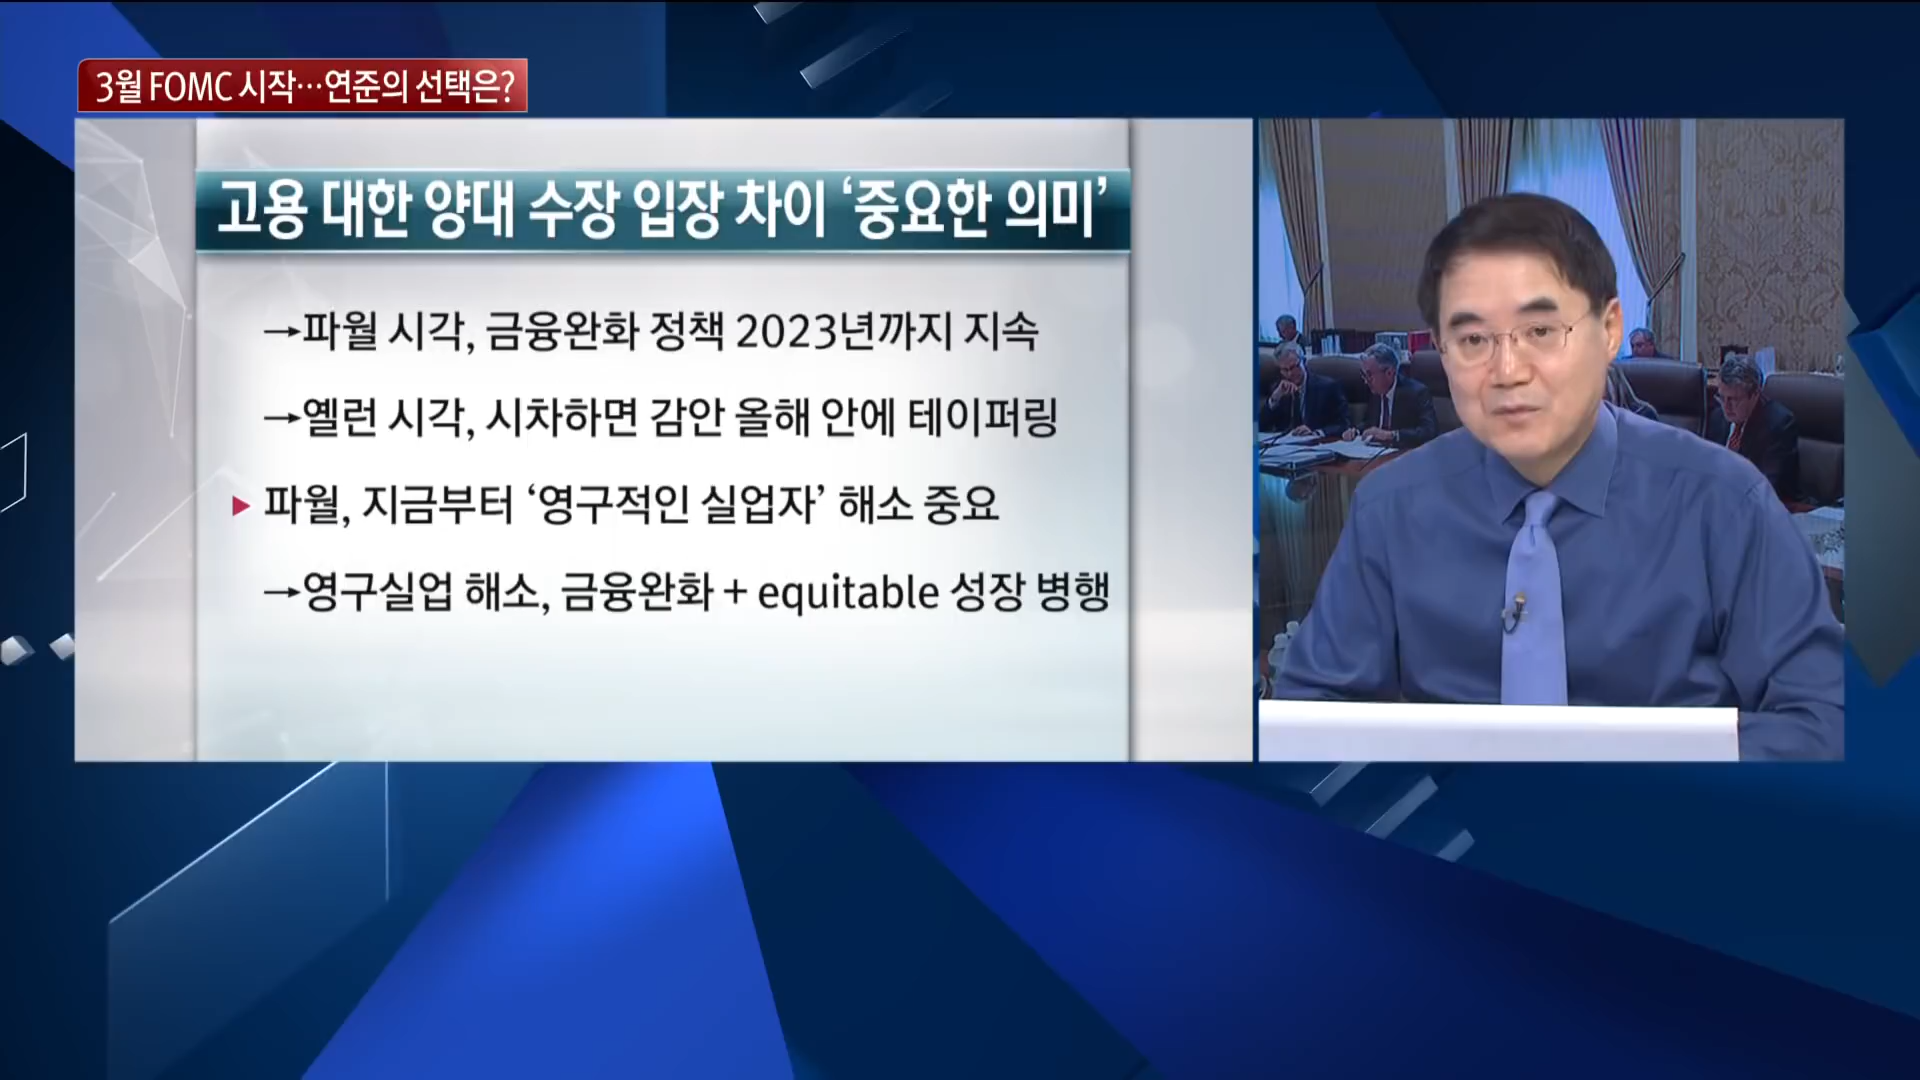 3월 FOMC 시작…연준의 선택은?
고용 대한 양대 수장 입장 차이 ‘중요한 의미’
→파월 시각, 금융완화 정책 2023년까지 지속
→옐런 시각, 시차하면 감안 올해 안에 테이퍼링
▶ 파월, 지금부터 ‘영구적인 실업자’ 해소 중요
→영구실업 해소, 금융완화 + equitable 성장 병행